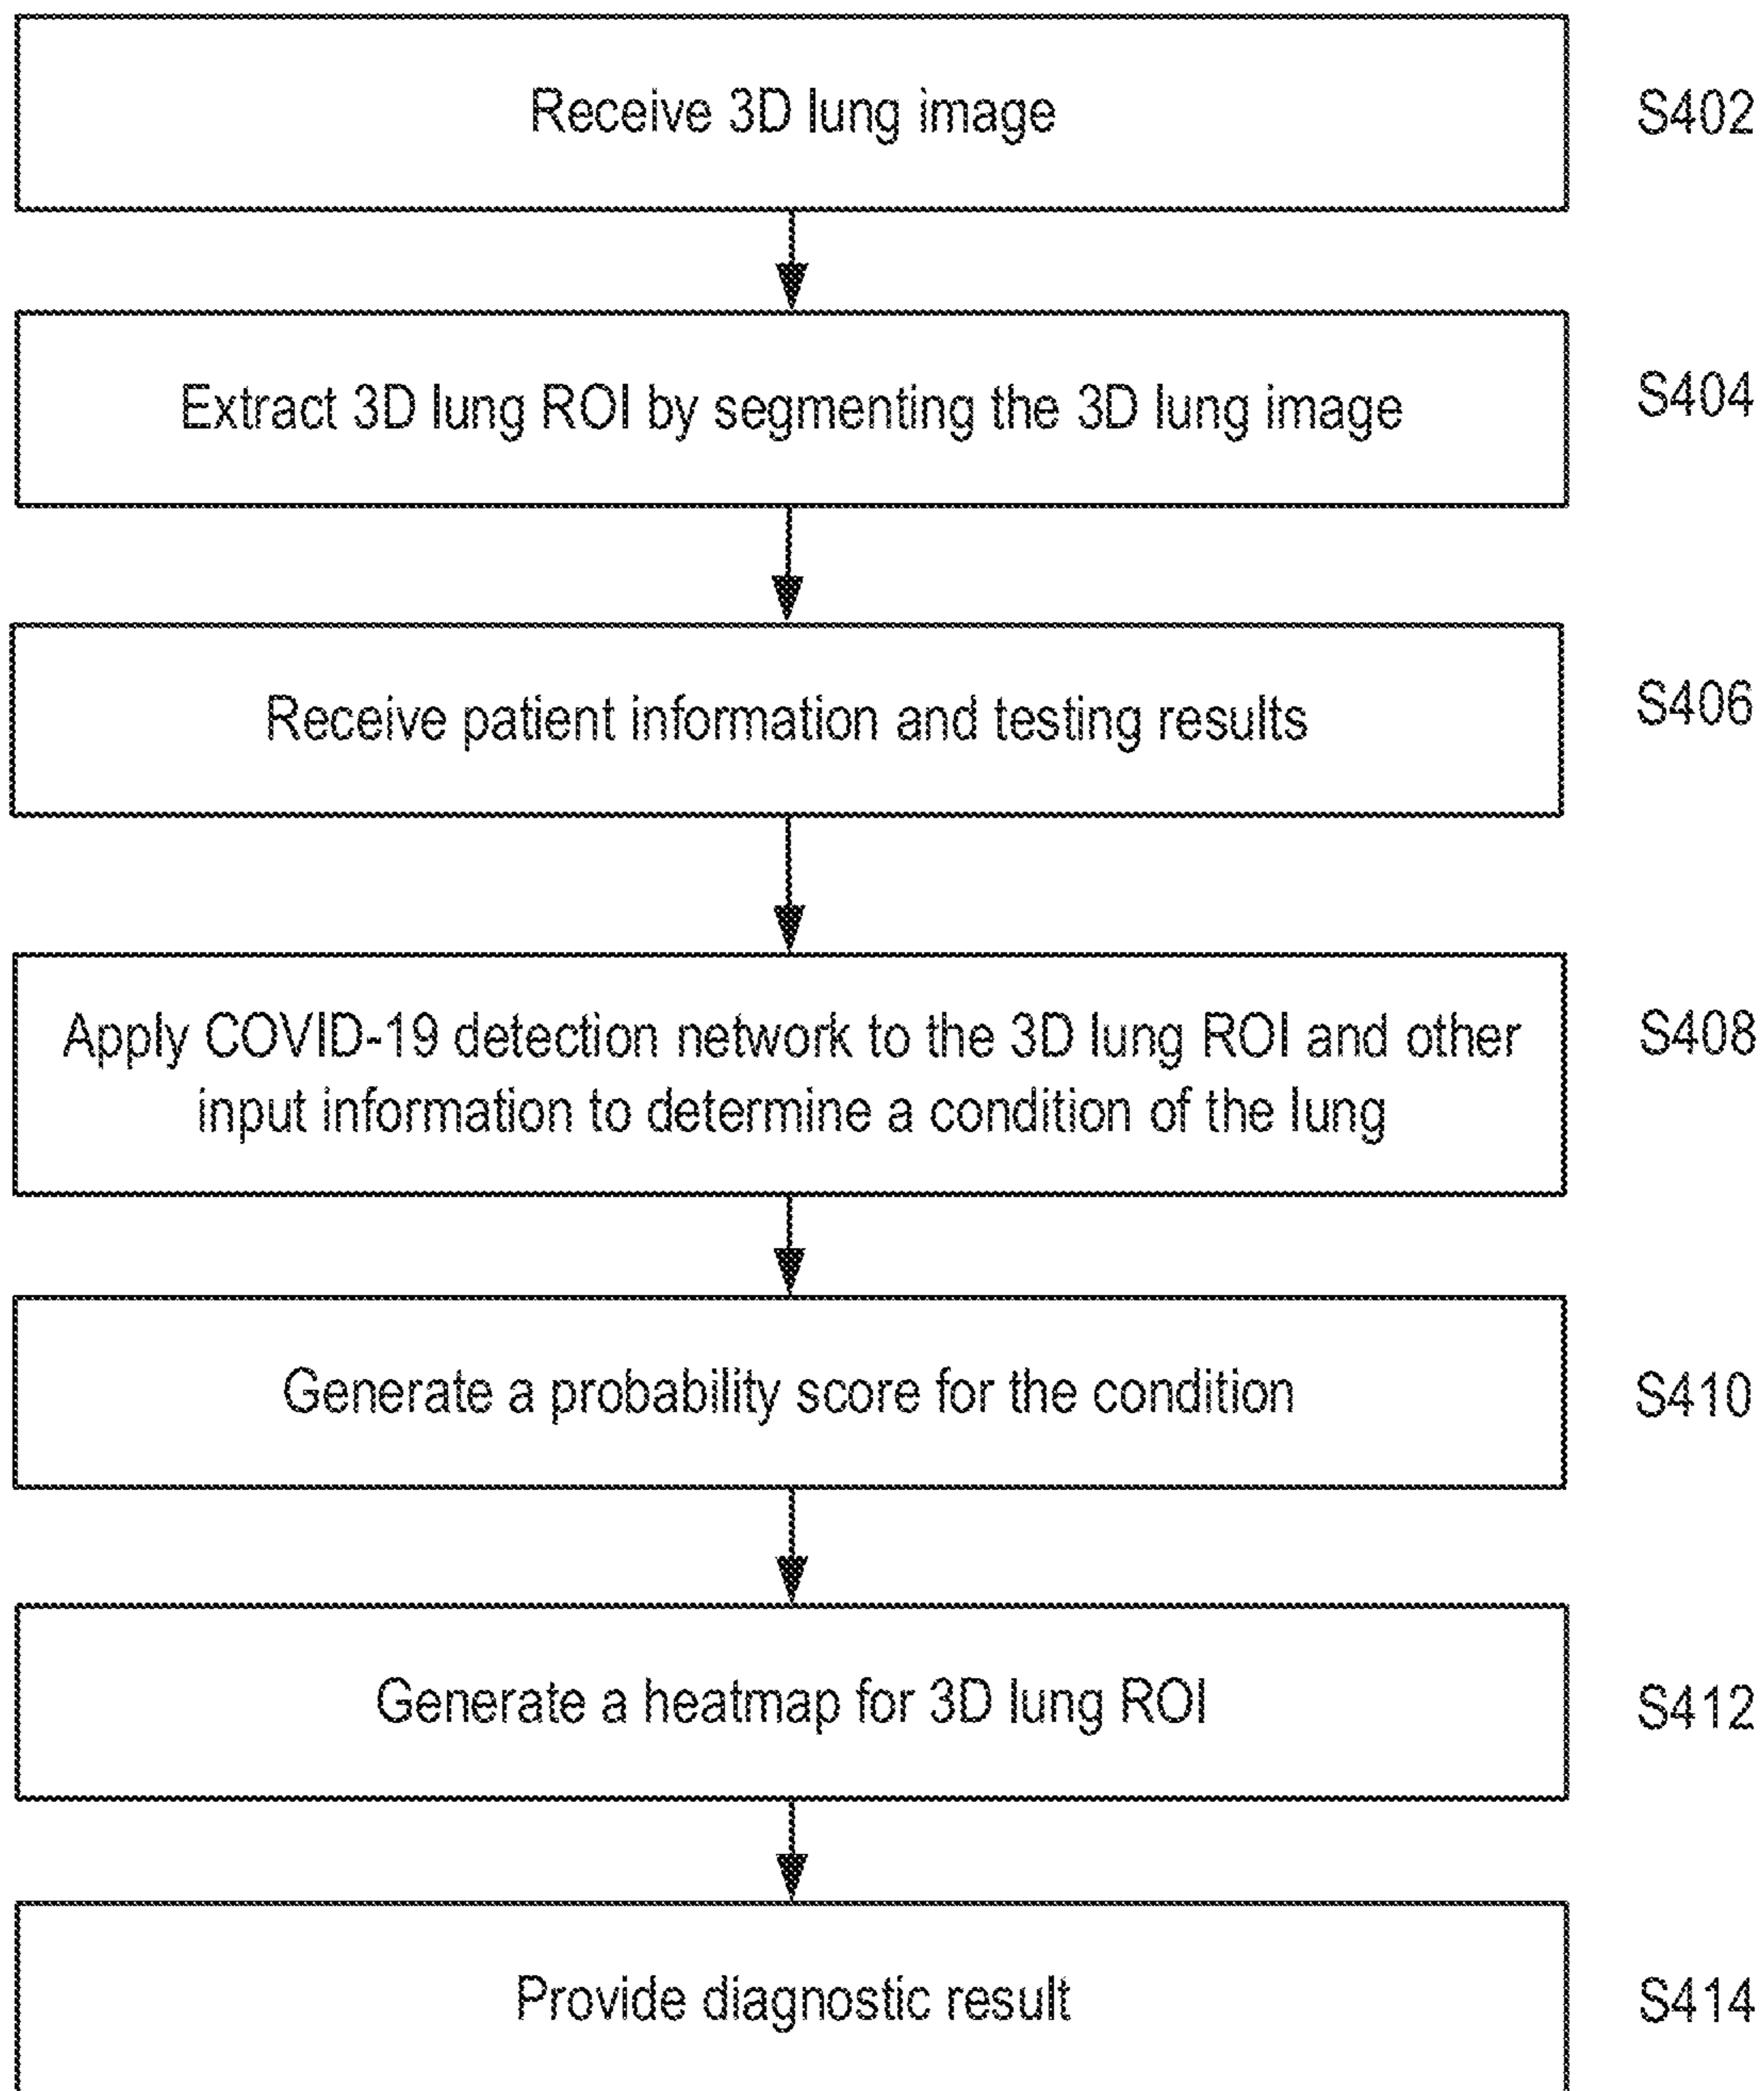 Receive 3D lung image
S402
Extract 3D lung ROI by segmenting the 3D lung image
S404
Receive patient information and testing results
S406
Apply COVID-19 detection network to the 3D lung ROI and other
input information to determine a condition of the lung
S408
Generate a probability score for the condition
S410
Generate a heatmap for 3D lung ROI
S412
Provide diagnostic result
S414